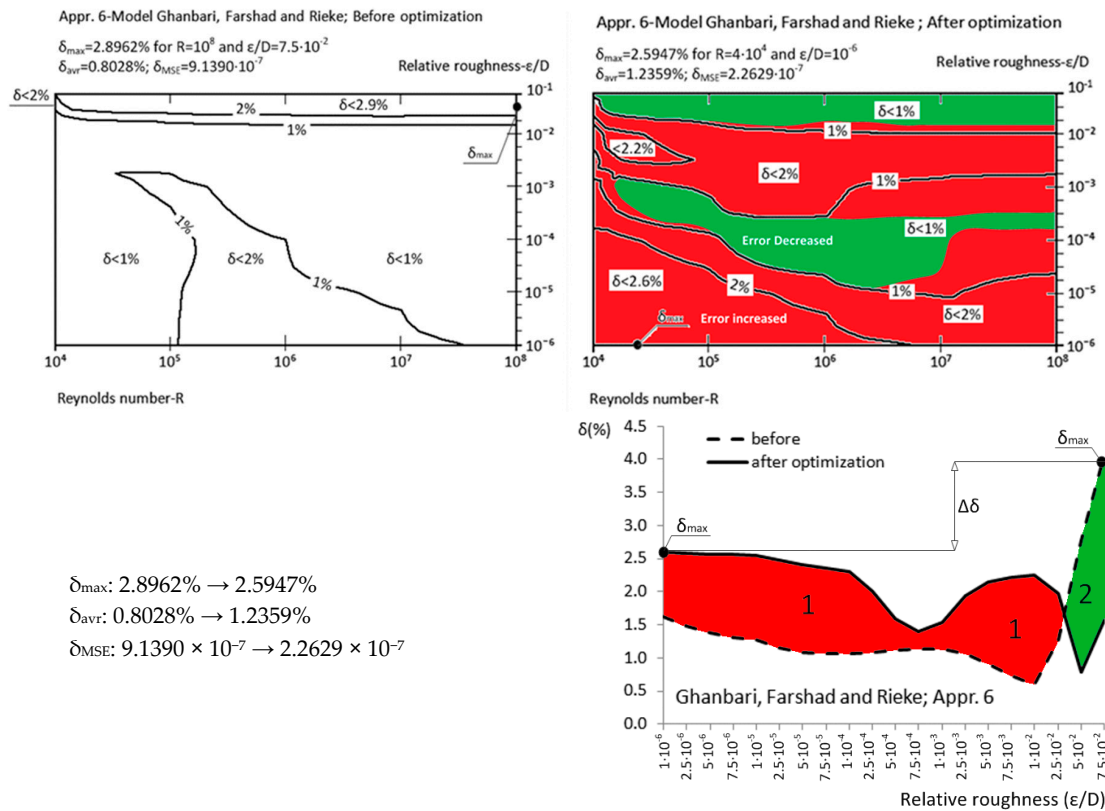 Appr. 6-Model Ghanbari, Farshad and Rieke; Before optimization
δmax=2.8962% for R=10⁸ and ε/D=7.5·10⁻²
δavr=0.8028%; δMSE=9.1390·10⁻⁷
Relative roughness-ε/D
δ<2%
2%
δ<2.9%
1%
δmax
1%
δ<1%
δ<2%
1%
δ<1%
10⁻¹
10⁻²
10⁻³
10⁻⁴
10⁻⁵
10⁻⁶
10⁴
10⁵
10⁶
10⁷
10⁸
Reynolds number-R
Appr. 6-Model Ghanbari, Farshad and Rieke ; After optimization
δmax=2.5947% for R=4·10⁴ and ε/D=10⁻⁶
δavr=1.2359%; δMSE=2.2629·10⁻⁷
Relative roughness-ε/D
δ<1%
1%
<2.2%
δ<2%
1%
Error Decreased
δ<1%
δ<2.6%
2%
1%
Error increased
δ<2%
δmax
10⁻¹
10⁻²
10⁻³
10⁻⁴
10⁻⁵
10⁻⁶
10⁴
10⁵
10⁶
10⁷
10⁸
Reynolds number-R
δmax: 2.8962% → 2.5947%
δavr: 0.8028% → 1.2359%
δMSE: 9.1390 × 10⁻⁷ → 2.2629 × 10⁻⁷
δ(%)
4.5
4.0
3.5
3.0
2.5
2.0
1.5
1.0
0.5
0.0
before
after optimization
δmax
Δδ
δmax
1
1
2
Ghanbari, Farshad and Rieke; Appr. 6
1·10⁻⁶
2.5·10⁻⁶
5·10⁻⁶
7.5·10⁻⁶
1·10⁻⁵
2.5·10⁻⁵
5·10⁻⁵
7.5·10⁻⁵
1·10⁻⁴
2.5·10⁻⁴
5·10⁻⁴
7.5·10⁻⁴
1·10⁻³
2.5·10⁻³
5·10⁻³
7.5·10⁻³
1·10⁻²
2.5·10⁻²
5·10⁻²
7.5·10⁻²
Relative roughness (ε/D)